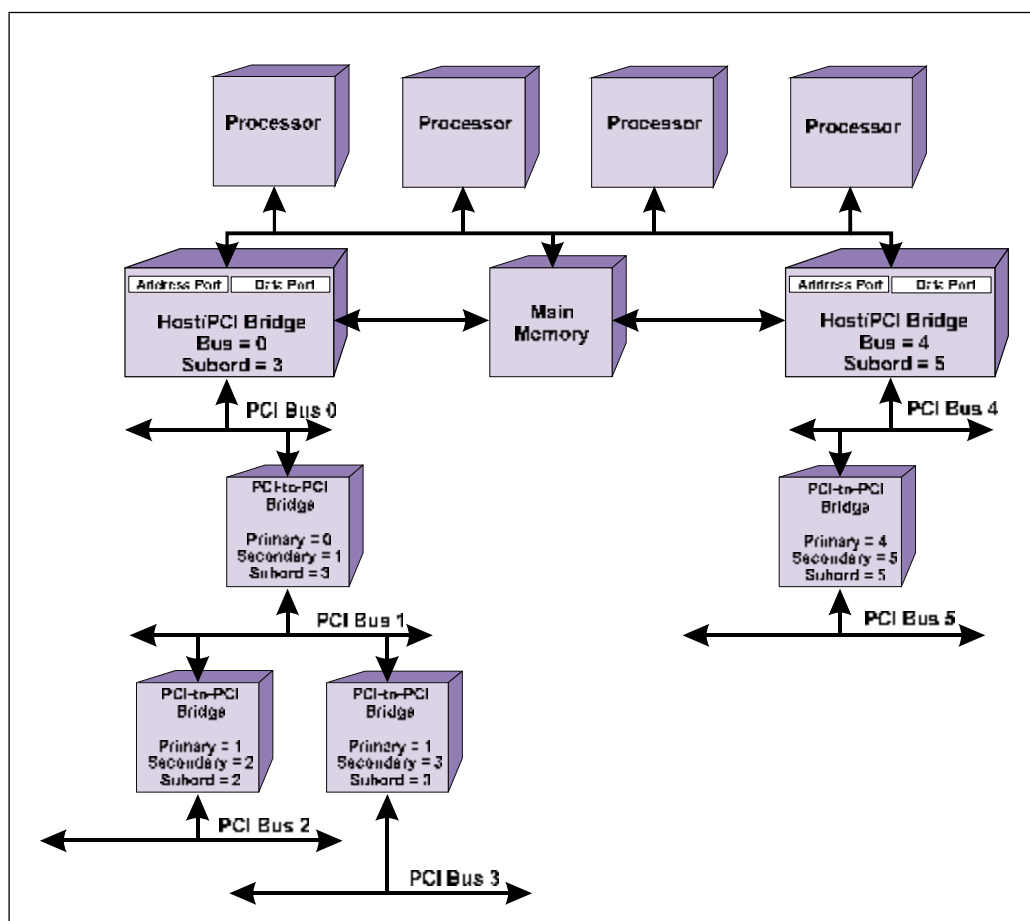 Processor
Processor
Processor
Processor
Address Port
Data Port
Host/PCI Bridge
Bus = 0
Subord = 3
Main
Memory
Address Port
Data Port
Host/PCI Bridge
Bus = 4
Subord = 5
PCI Bus 0
PCI Bus 4
PCI-to-PCI
Bridge
Primary = 0
Secondary = 1
Subord = 3
PCI-to-PCI
Bridge
Primary = 4
Secondary = 5
Subord = 5
PCI Bus 1
PCI Bus 5
PCI-to-PCI
Bridge
Primary = 1
Secondary = 2
Subord = 2
PCI-to-PCI
Bridge
Primary = 1
Secondary = 3
Subord = 3
PCI Bus 2
PCI Bus 3